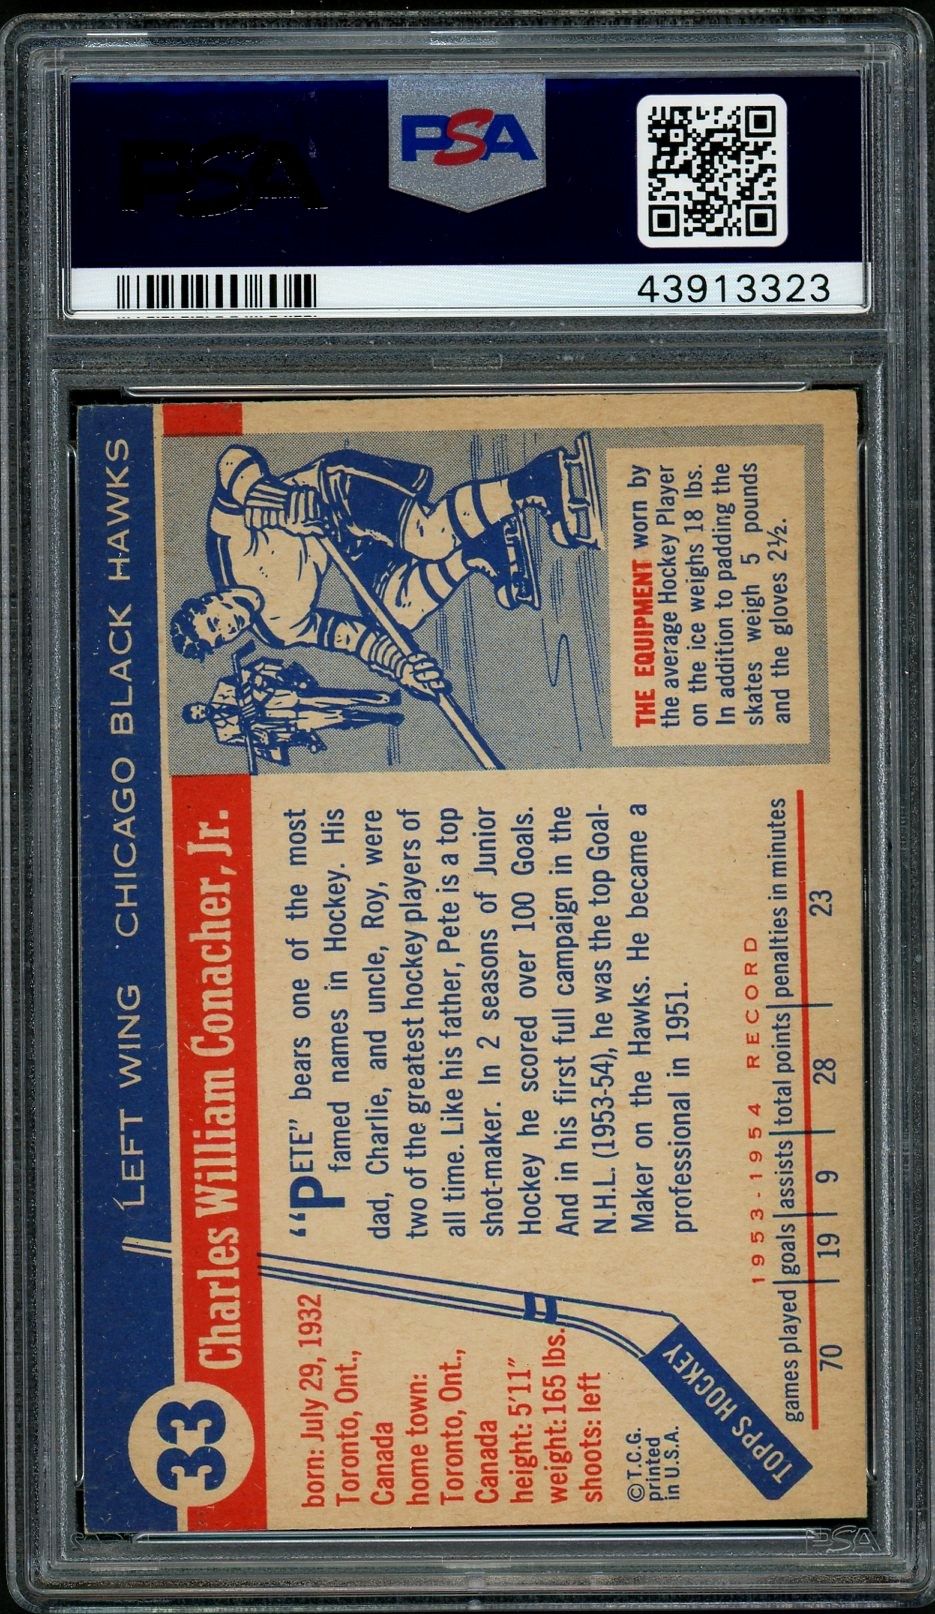 PSA
PSA
43913323
33
LEFT WING CHICAGO BLACK HAWKS
Charles William Conacher, Jr.
born: July 29, 1932
Toronto, Ont.,
Canada
home town:
Toronto, Ont.,
Canada
height: 5'11"
weight: 165 lbs.
shoots: left
© T.C.G.
printed
in U.S.A.
TOPPS HOCKEY
"PETE" bears one of the most
famed names in Hockey. His
dad, Charlie, and uncle, Roy, were
two of the greatest hockey players of
all time. Like his father, Pete is a top
shot-maker. In 2 seasons of Junior
Hockey he scored over 100 Goals.
And in his first full campaign in the
N.H.L. (1953-54), he was the top Goal-
Maker on the Hawks. He became a
professional in 1951.
THE EQUIPMENT worn by
the average Hockey Player
on the ice weighs 18 lbs.
In addition to padding the
skates weigh 5 pounds
and the gloves 2½.
1953-1954 RECORD
games played goals assists total points penalties in minutes
70 19 9 28 23
PSA